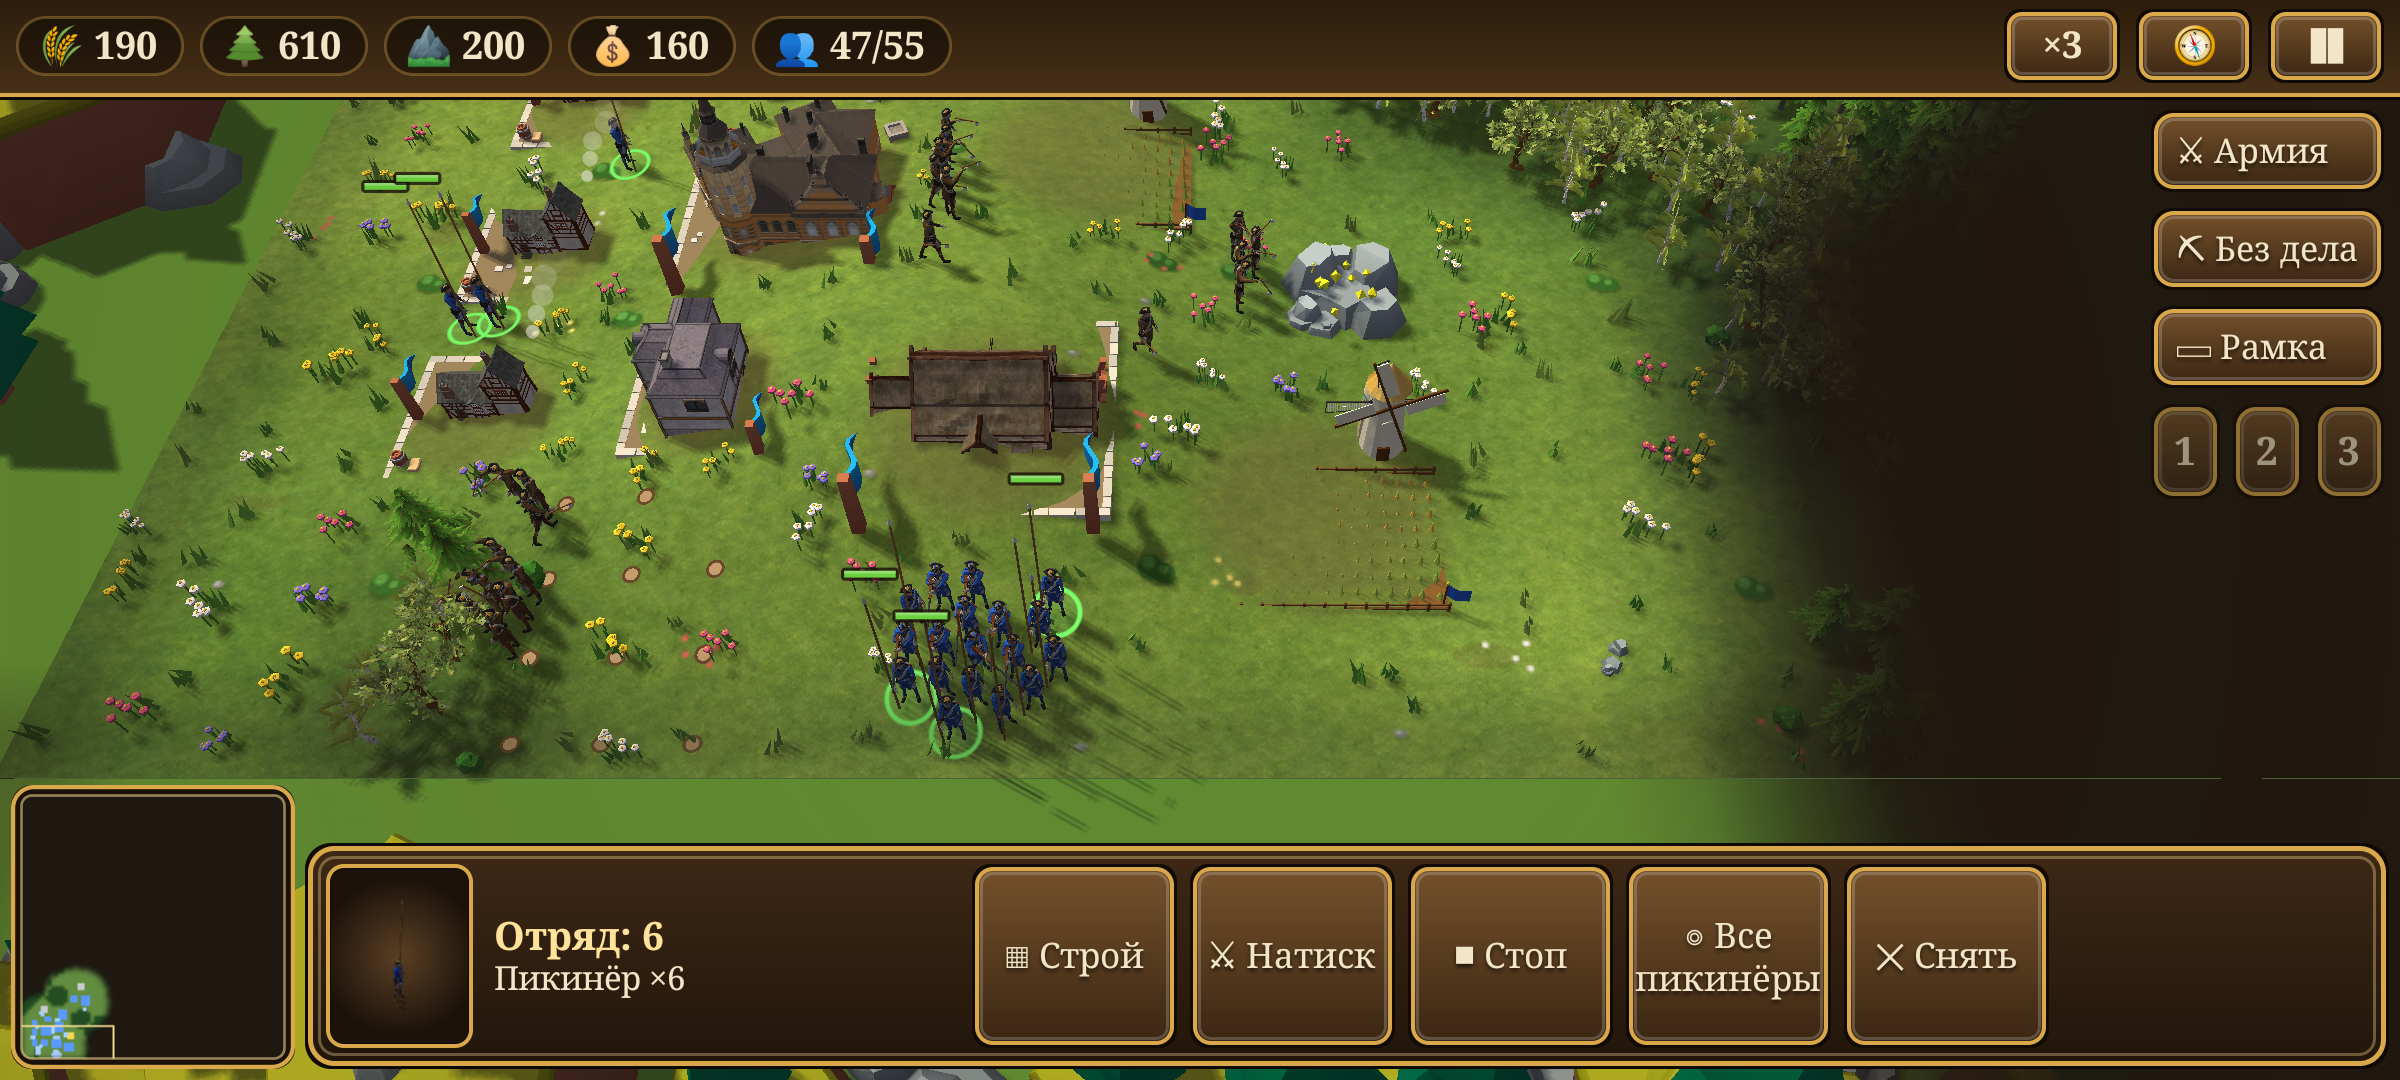 190 610 200 160 47/55 ×3
Армия
Без дела
Рамка
1 2 3
Отряд: 6
Пикинёр ×6
Строй
Натиск
Стоп
Все
пикинёры
Снять